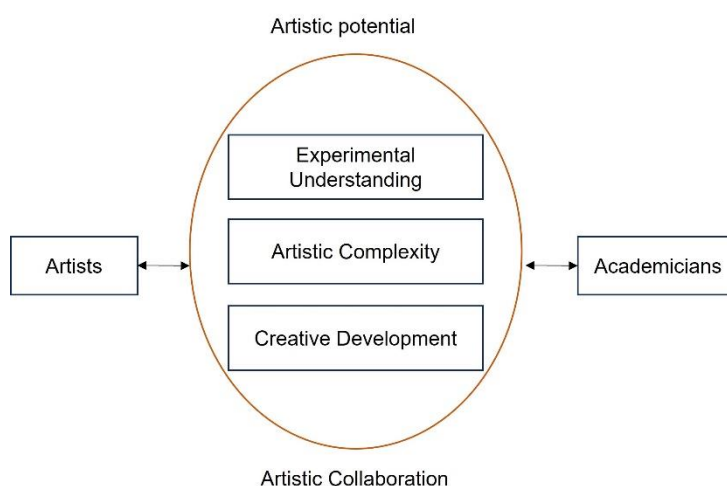 Artistic potential
Experimental
Understanding
Artists
Artistic Complexity
Academicians
Creative Development
Artistic Collaboration